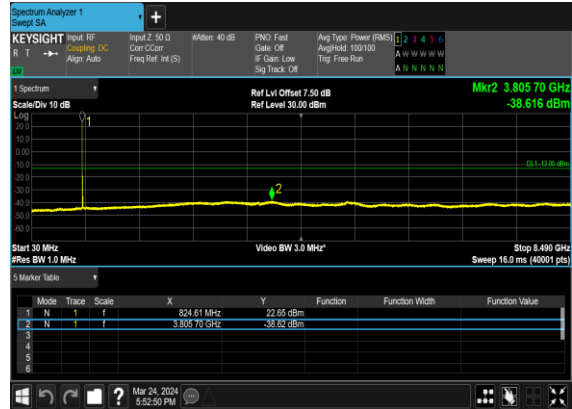 Spectrum Analyzer 1
Swept SA
+
KEYSIGHT
R T
Input: RF
Coupling: DC
Align: Auto
Input Z: 50 Ω
Corr CCorr
Freq Ref: Int (S)
#Atten: 40 dB
PNO: Fast
Gate: Off
IF Gain: Low
Sig Track: Off
Avg Type: Power (RMS)
Avg|Hold: 100/100
Trig: Free Run
1 2 3 4 5 6
A W W W W W
A N N N N N
1 Spectrum
Scale/Div 10 dB
Ref Lvl Offset 7.50 dB
Ref Level 30.00 dBm
Mkr2 3.805 70 GHz
-38.616 dBm
Log
20.0
10.0
0.00
-10.0
-20.0
-30.0
-40.0
-50.0
-60.0
1
2
DL1 -13.00 dBm
Start 30 MHz
#Res BW 1.0 MHz
Video BW 3.0 MHz*
Stop 8.490 GHz
Sweep 16.0 ms (40001 pts)
5 Marker Table
Mode Trace Scale X Y Function Function Width Function Value
1 N 1 f 824.61 MHz 22.65 dBm
2 N 1 f 3.805 70 GHz -38.62 dBm
3
4
5
6
?
Mar 24, 2024
5:52:50 PM